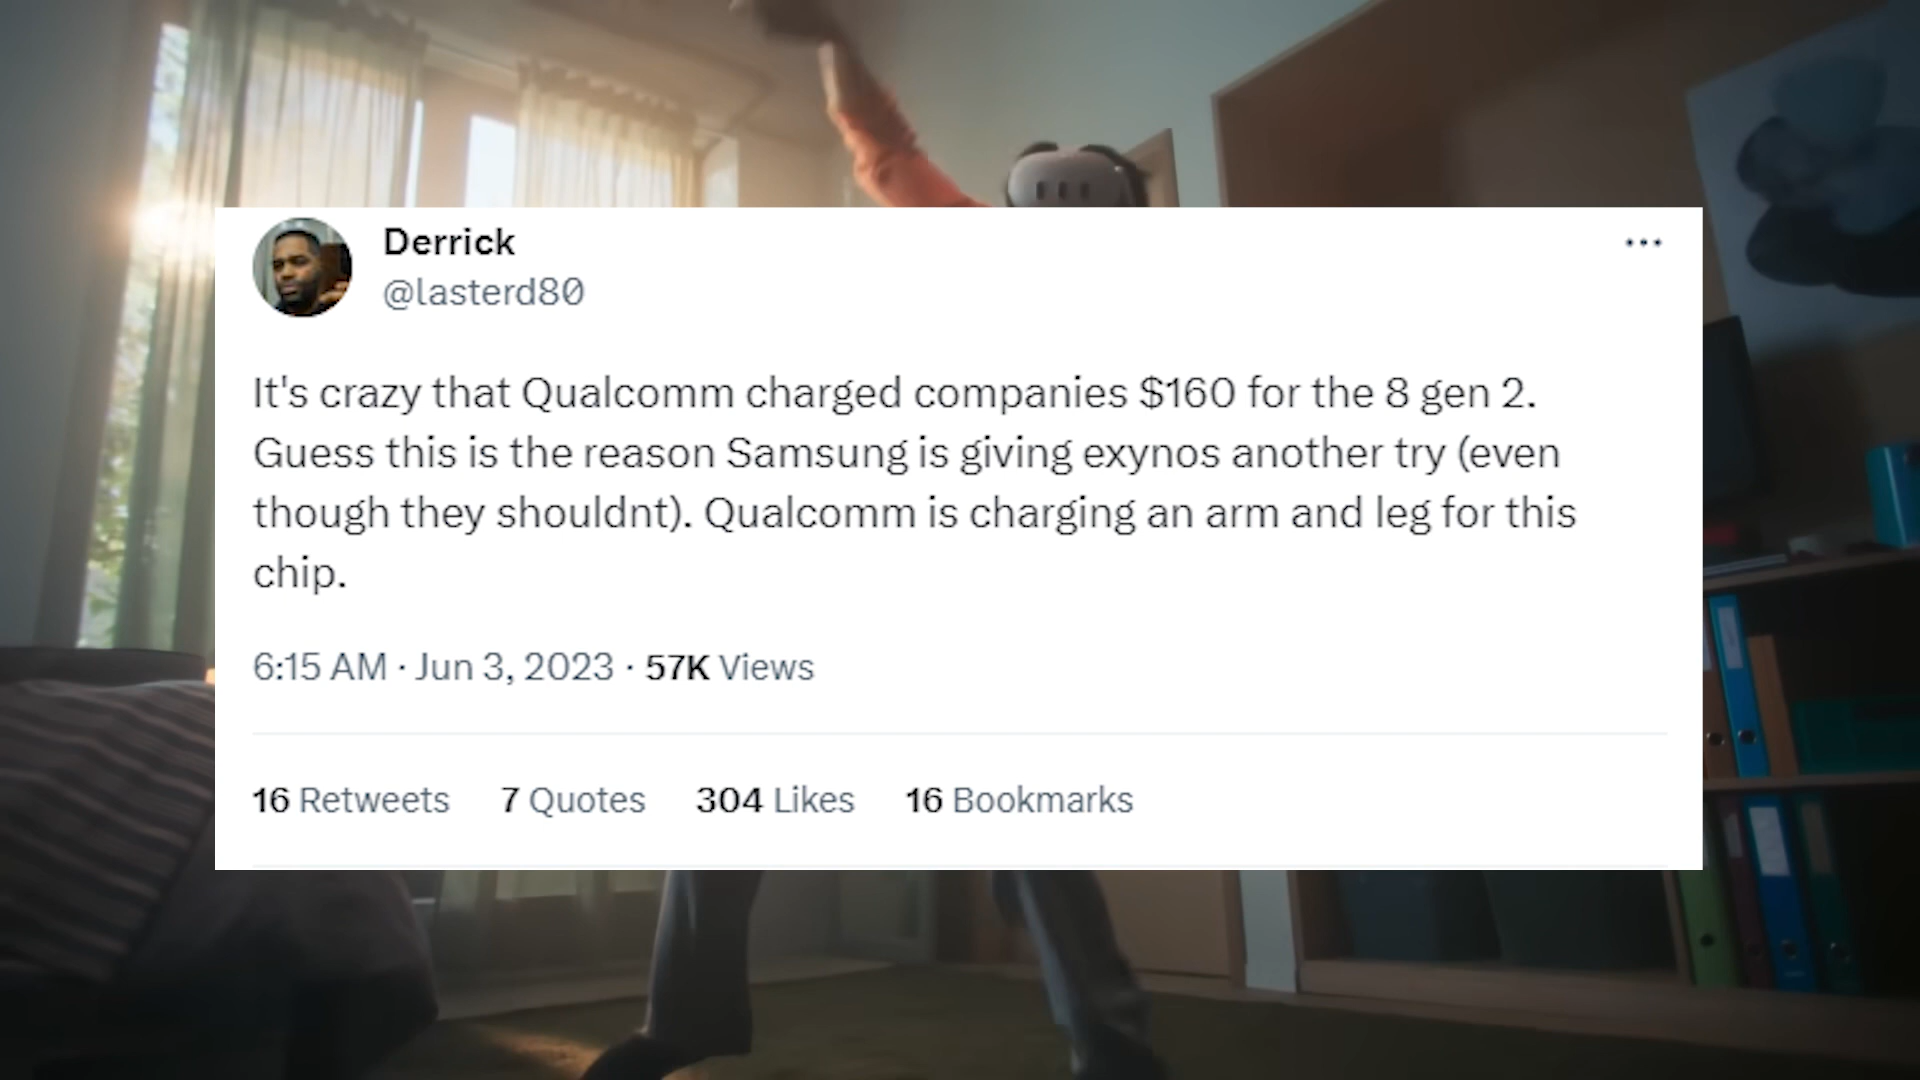 Derrick
@lasterd80
It's crazy that Qualcomm charged companies $160 for the 8 gen 2.
Guess this is the reason Samsung is giving exynos another try (even
though they shouldnt). Qualcomm is charging an arm and leg for this
chip.
6:15 AM · Jun 3, 2023 · 57K Views
16 Retweets 7 Quotes 304 Likes 16 Bookmarks